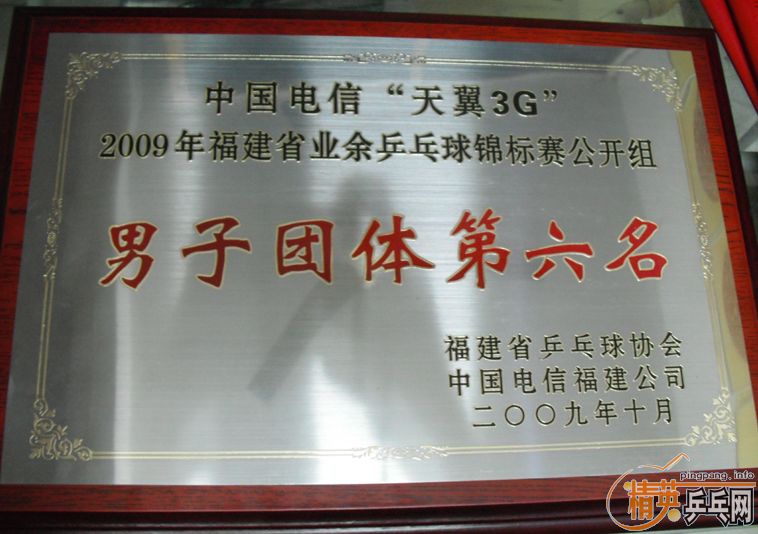 中国电信“天翼3G”
2009年福建省业余乒乓球锦标赛公开组
男子团体第六名
福建省乒乓球协会
中国电信福建公司
二〇〇九年十月
pingpang.info
精英乒乓网